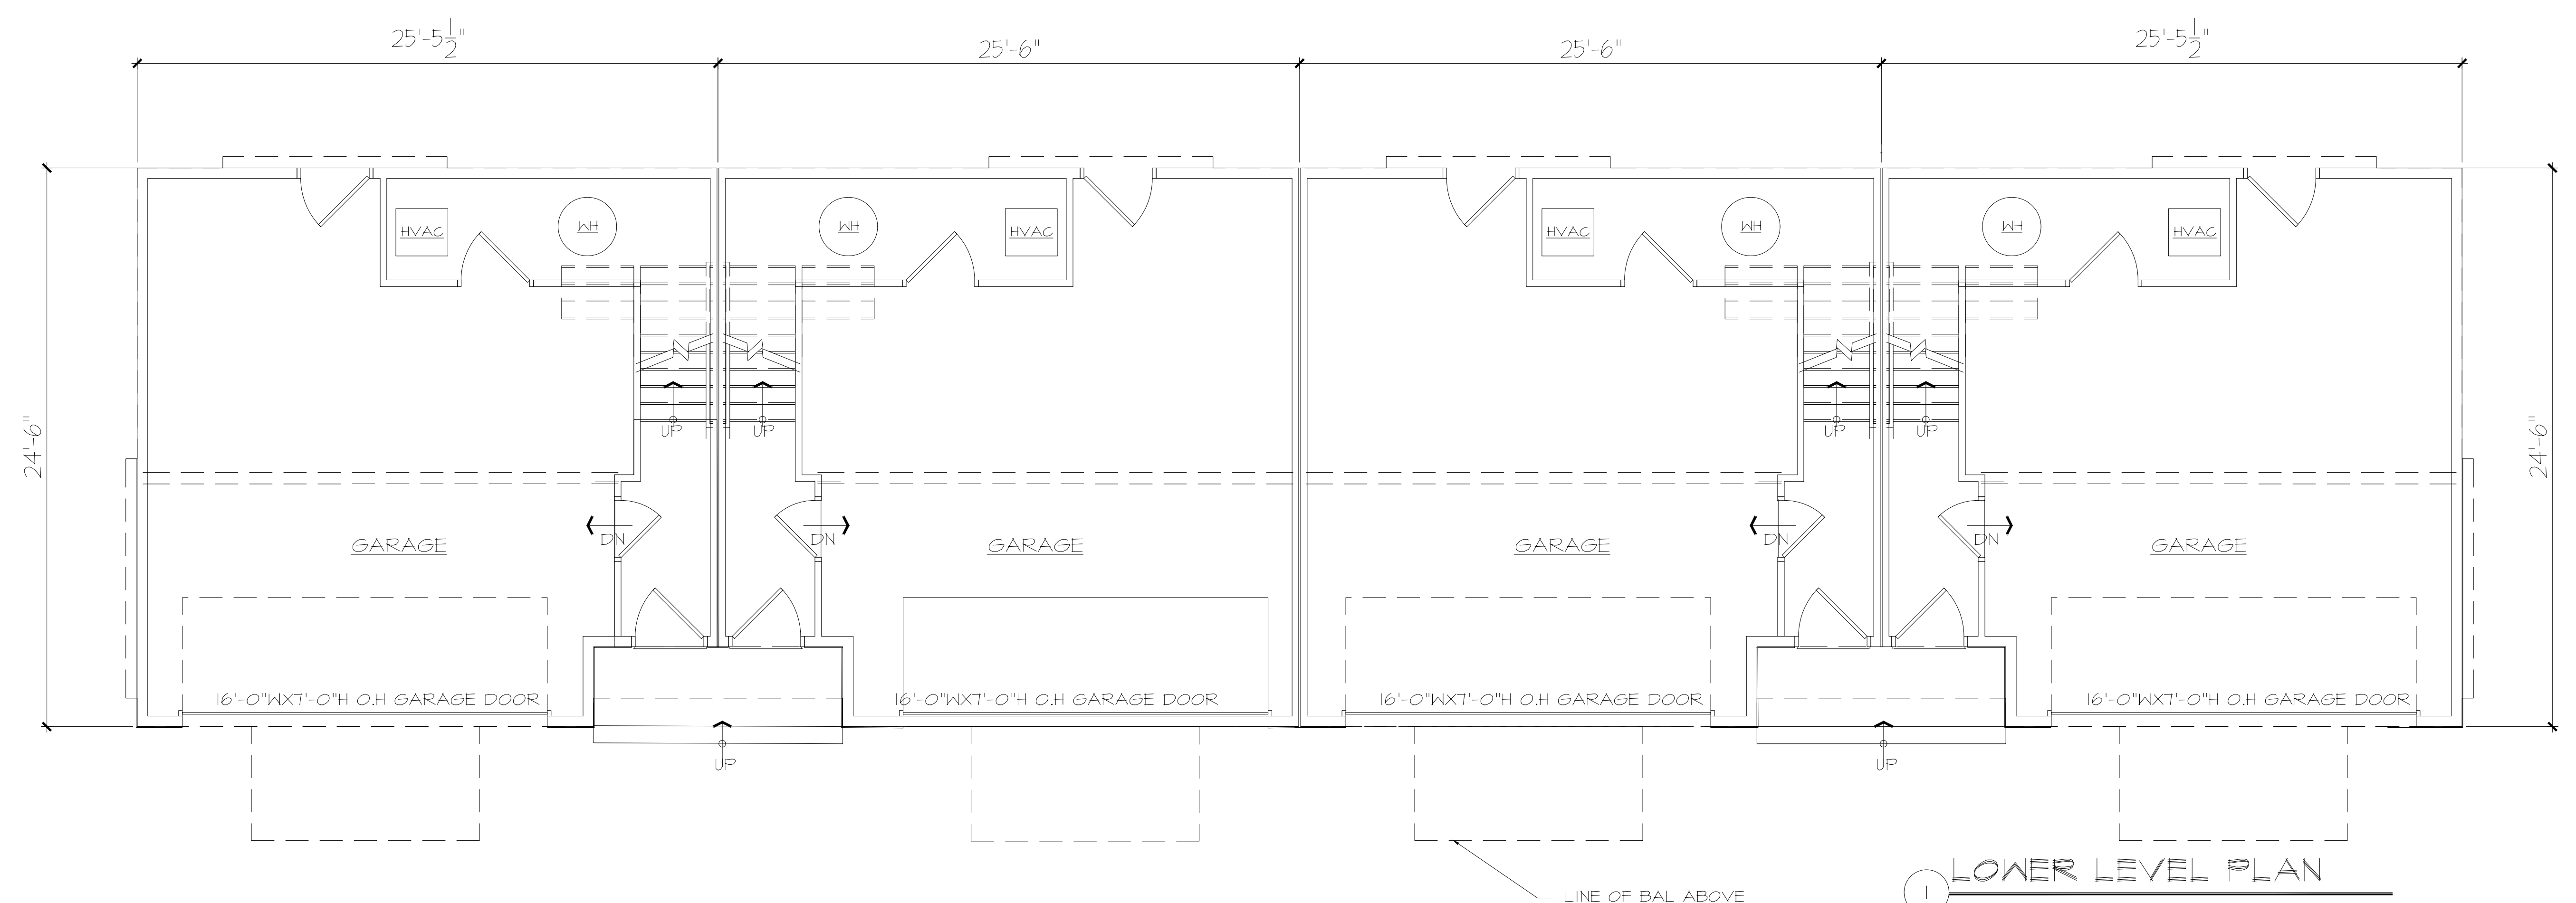 25'-5 1/2"
25'-6"
25'-6"
25'-5 1/2"
HVAC
WH
WH
HVAC
HVAC
WH
WH
HVAC
24'-6"
24'-6"
UP
UP
UP
UP
DN
DN
DN
DN
GARAGE
GARAGE
GARAGE
GARAGE
16'-0"WX7'-0"H O.H GARAGE DOOR
16'-0"WX7'-0"H O.H GARAGE DOOR
16'-0"WX7'-0"H O.H GARAGE DOOR
16'-0"WX7'-0"H O.H GARAGE DOOR
UP
UP
LINE OF BAL ABOVE
1 LOWER LEVEL PLAN